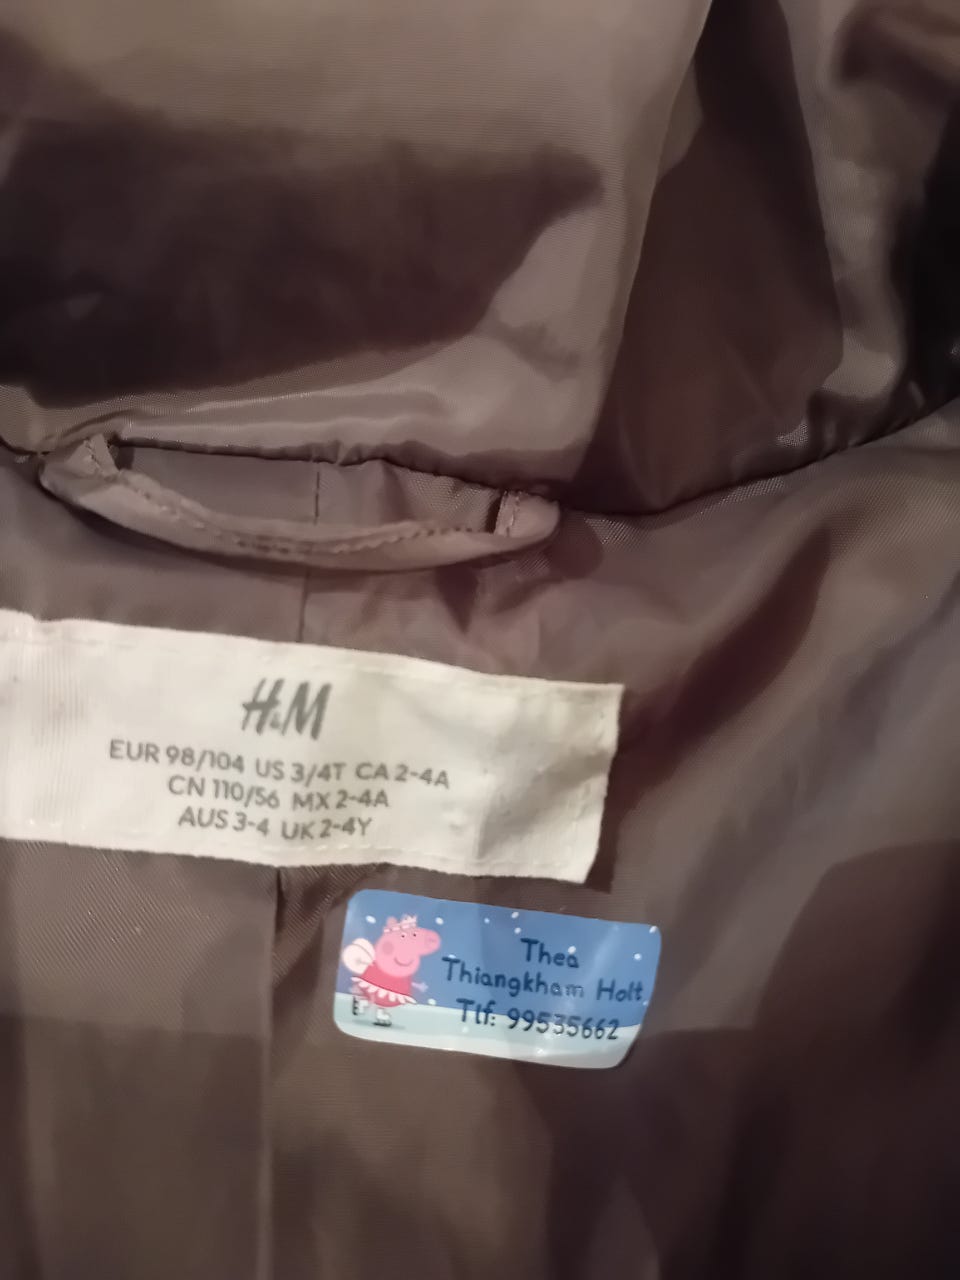 H&M
EUR 98/104 US 3/4T CA 2-4A
CN 110/56 MX 2-4A
AUS 3-4 UK 2-4Y
Thea
Thiangkham Holt
Tlf: 99535662